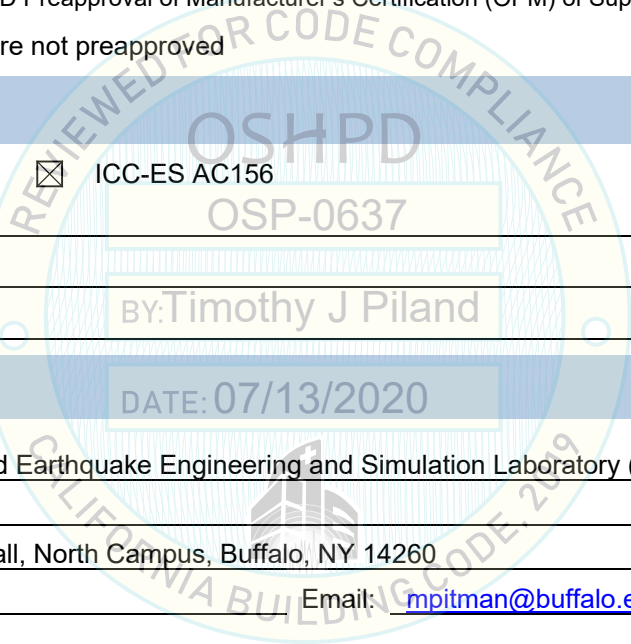 D Preapproval of Manufacturer's Certification (OPM) of Sup
re not preapproved
REVIEWED FOR CODE COMPLIANCE
OSHPD
☒ ICC-ES AC156
OSP-0637
BY: Timothy J Piland
DATE: 07/13/2020
d Earthquake Engineering and Simulation Laboratory (
all, North Campus, Buffalo, NY 14260
Email: mpitman@buffalo.e
CALIFORNIA BUILDING CODE, 2019